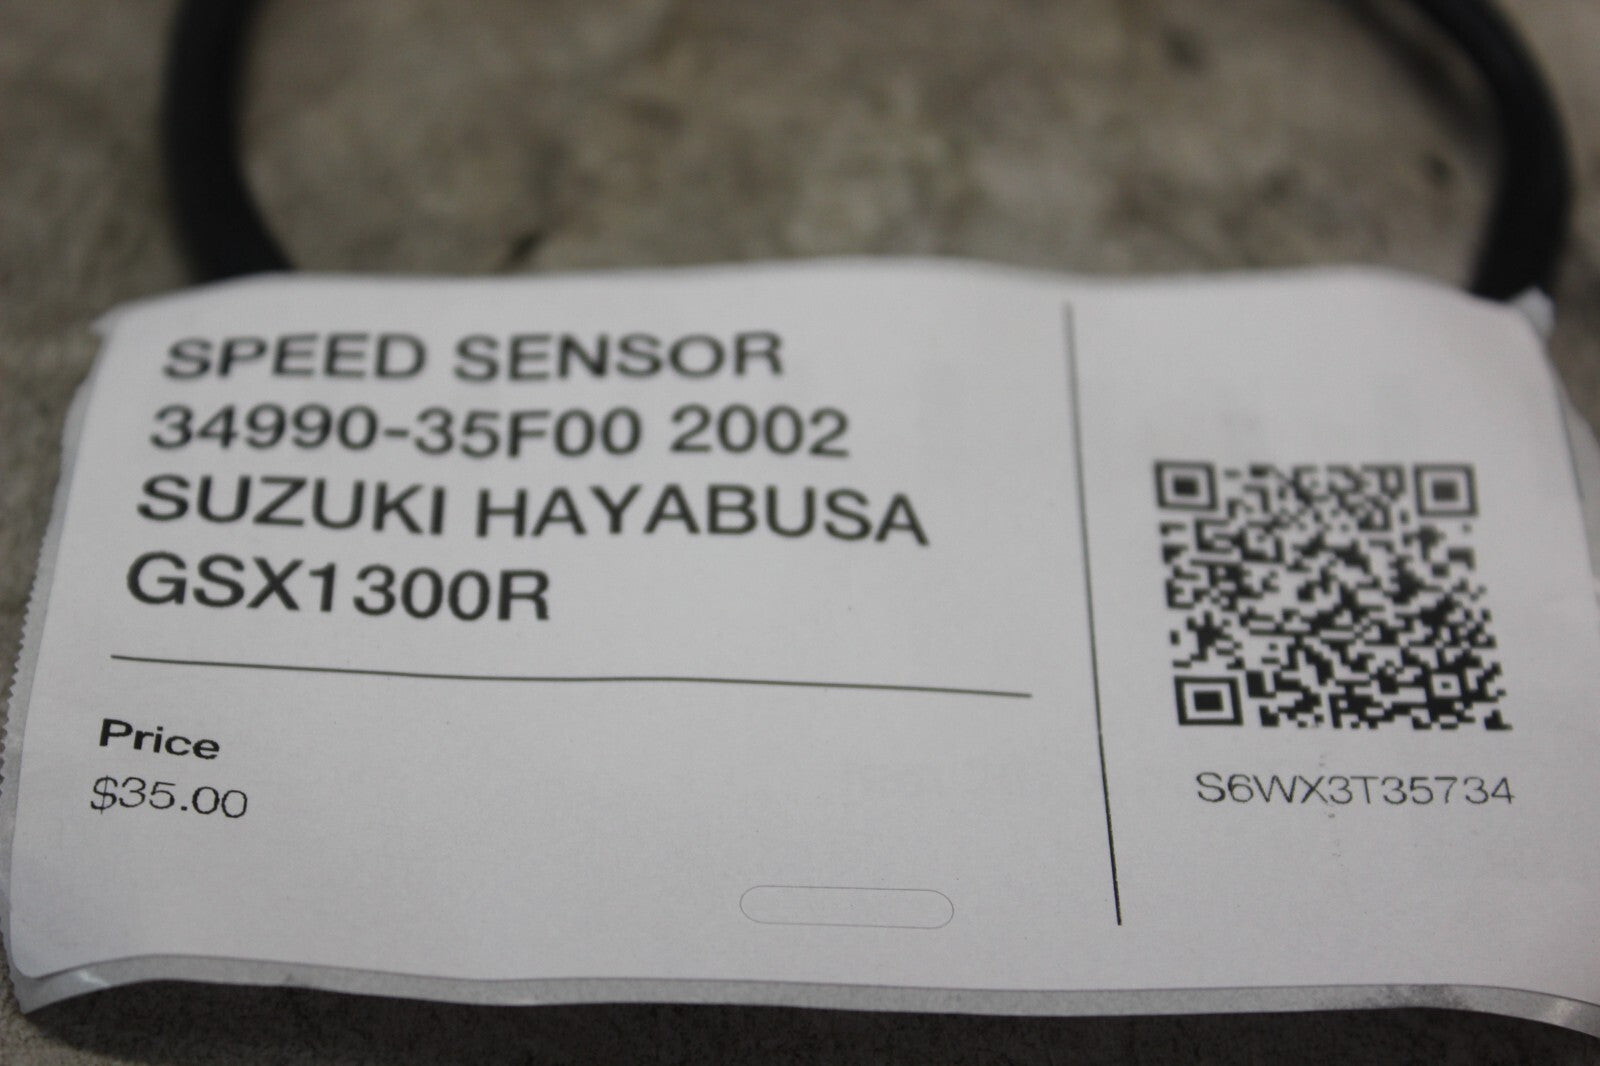 SPEED SENSOR
34990-35F00 2002
SUZUKI HAYABUSA
GSX1300R
Price
$35.00
S6WX3T35734